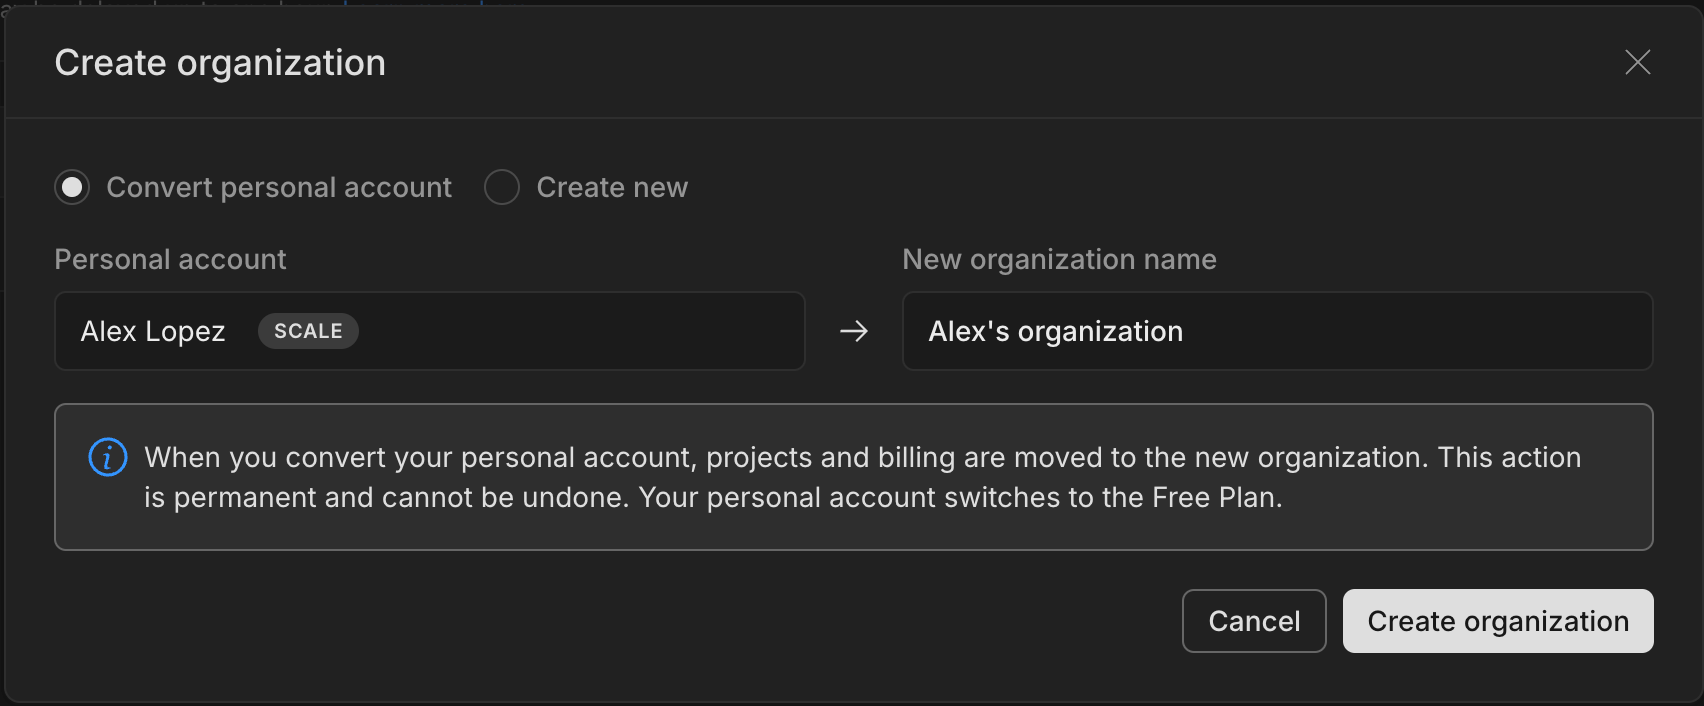 Create organization
Convert personal account
Create new
Personal account
New organization name
Alex Lopez SCALE
Alex's organization
When you convert your personal account, projects and billing are moved to the new organization. This action
is permanent and cannot be undone. Your personal account switches to the Free Plan.
Cancel
Create organization